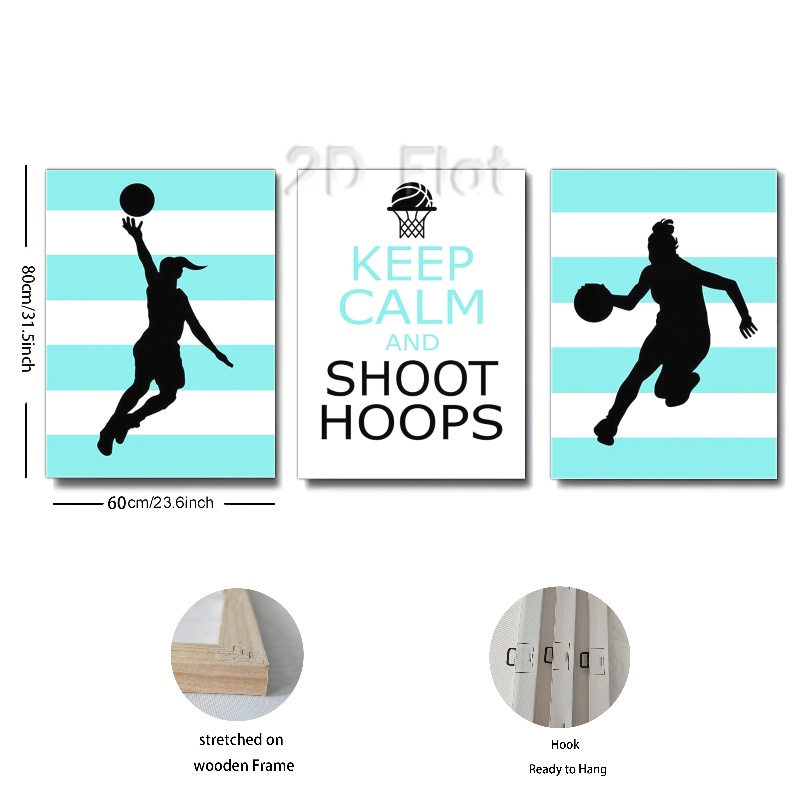 2D Flat
80cm/31.5inch
KEEP
CALM
AND
SHOOT
HOOPS
60cm/23.6inch
stretched on
wooden Frame
Hook
Ready to Hang